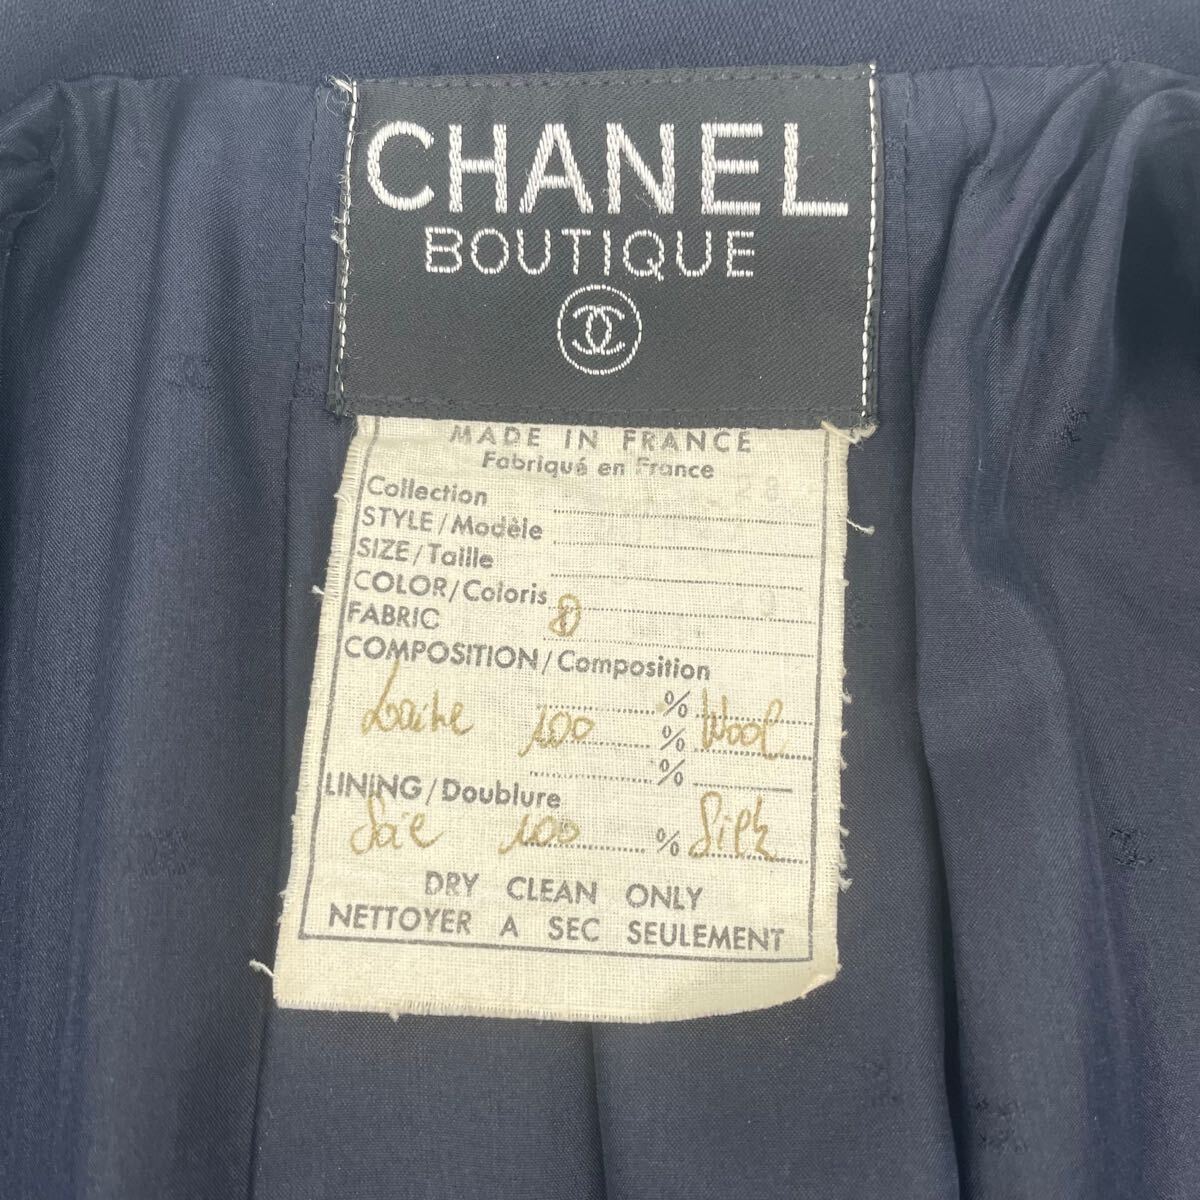 CHANEL
BOUTIQUE
MADE IN FRANCE
Fabriqué en France
Collection 28
STYLE/Modèle
SIZE/Taille
COLOR/Coloris
FABRIC
COMPOSITION/Composition
%
Laine 100 % Wool
%
LINING/Doublure
Soie 100 % Silk
DRY CLEAN ONLY
NETTOYER A SEC SEULEMENT